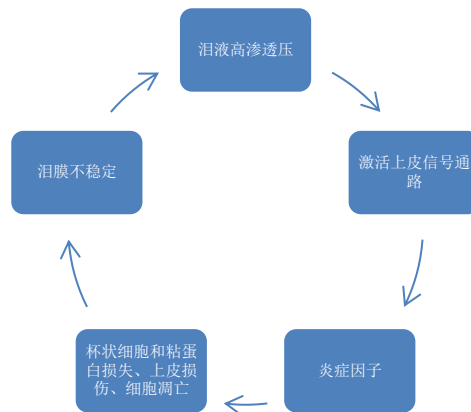 泪液高渗透压
激活上皮信号通
路
炎症因子
杯状细胞和粘蛋
白损失、上皮损
伤、细胞凋亡
泪膜不稳定